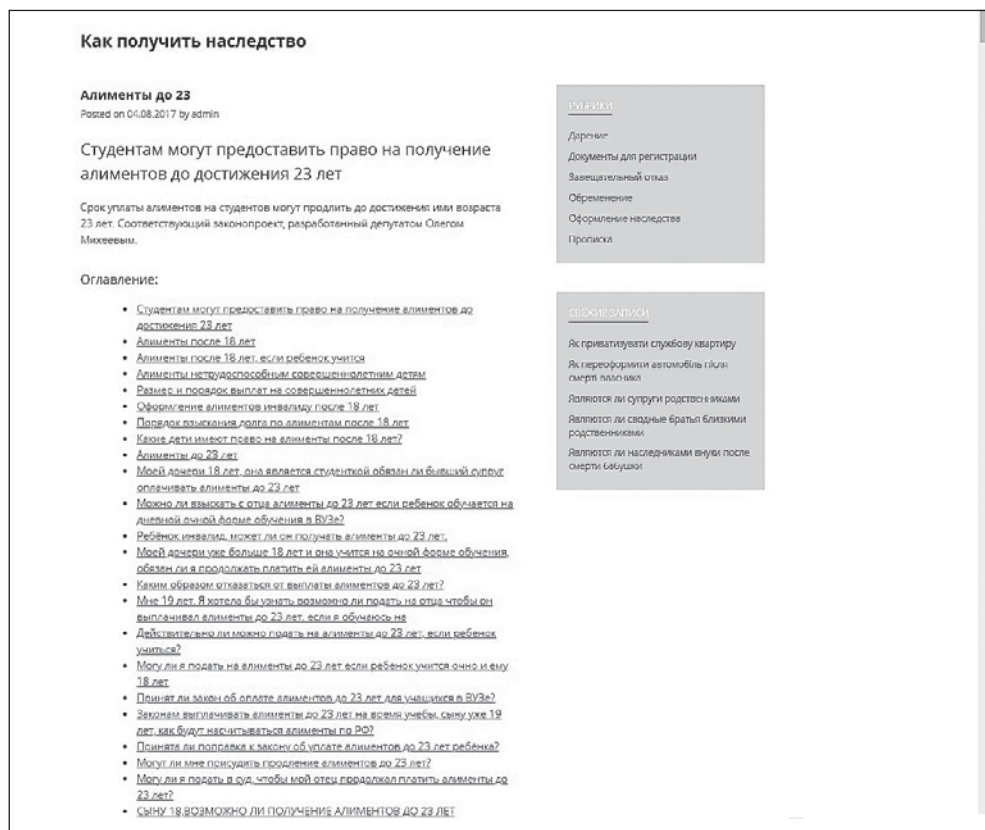 Как получить наследство
Алименты до 23
Posted on 04.08.2017 by admin
Студентам могут предоставить право на получение
алиментов до достижения 23 лет
Срок уплаты алиментов на студентов могут продлить до достижения ими возраста
23 лет. Соответствующий законопроект, разработанный депутатом Олегом
Михеевым.
Оглавление:
• Студентам могут предоставить право на получение алиментов до
достижения 23 лет
• Алименты после 18 лет
• Алименты после 18 лет, если ребенок учится
• Алименты нетрудоспособным совершеннолетним детям
• Размер и порядок выплат на совершеннолетних детей
• Оформление алиментов инвалиду после 18 лет
• Порядок взыскания долга по алиментам после 18 лет
• Какие дети имеют право на алименты после 18 лет?
• Алименты до 23 лет
• Моей дочери 18 лет, она является студенткой обязан ли бывший супруг
оплачивать алименты до 23 лет
• Можно ли взыскать с отца алименты до 23 лет если ребенок обучается на
дневной очной форме обучения в ВУЗе?
• Ребёнок инвалид, может ли он получать алименты до 23 лет.
• Моей дочери уже больше 18 лет и она учится на очной форме обучения,
обязан ли я продолжать платить ей алименты до 23 лет
• Каким образом отказаться от выплаты алиментов до 23 лет?
• Мне 19 лет. Я хотела бы узнать возможно ли подать на отца чтобы он
выплачивал алименты до 23 лет, если я обучаюсь на
• Действительно ли можно подать на алименты до 23 лет, если ребенок
учиться?
• Могу ли я подать на алименты до 23 лет если ребенок учится очно и ему
18 лет
• Принят ли закон об оплате алиментов до 23 лет для учащихся в ВУЗе?
• Законам выплачивать алименты до 23 лет на время учебы, сыну уже 19
лет, как будут насчитываться алименты по РФ?
• Принята ли поправка к закону об уплате алиментов до 23 лет ребёнка?
• Могут ли мне присудить продление алиментов до 23 лет?
• Могу ли я подать в суд, чтобы мой отец продолжал платить алименты до
23 лет?
• СЫНУ 18,ВОЗМОЖНО ЛИ ПОЛУЧЕНИЕ АЛИМЕНТОВ ДО 23 ЛЕТ
РУБРИКИ
Дарение
Документы для регистрации
Завещательный отказ
Обременение
Оформление наследства
Прописка
СВЕЖИЕ ЗАПИСИ
Як приватизувати службову квартиру
Як переоформити автомобіль після
смерті власника
Являются ли супруги родственниками
Являются ли сводные братья близкими
родственниками
Являются ли наследниками внуки после
смерти бабушки